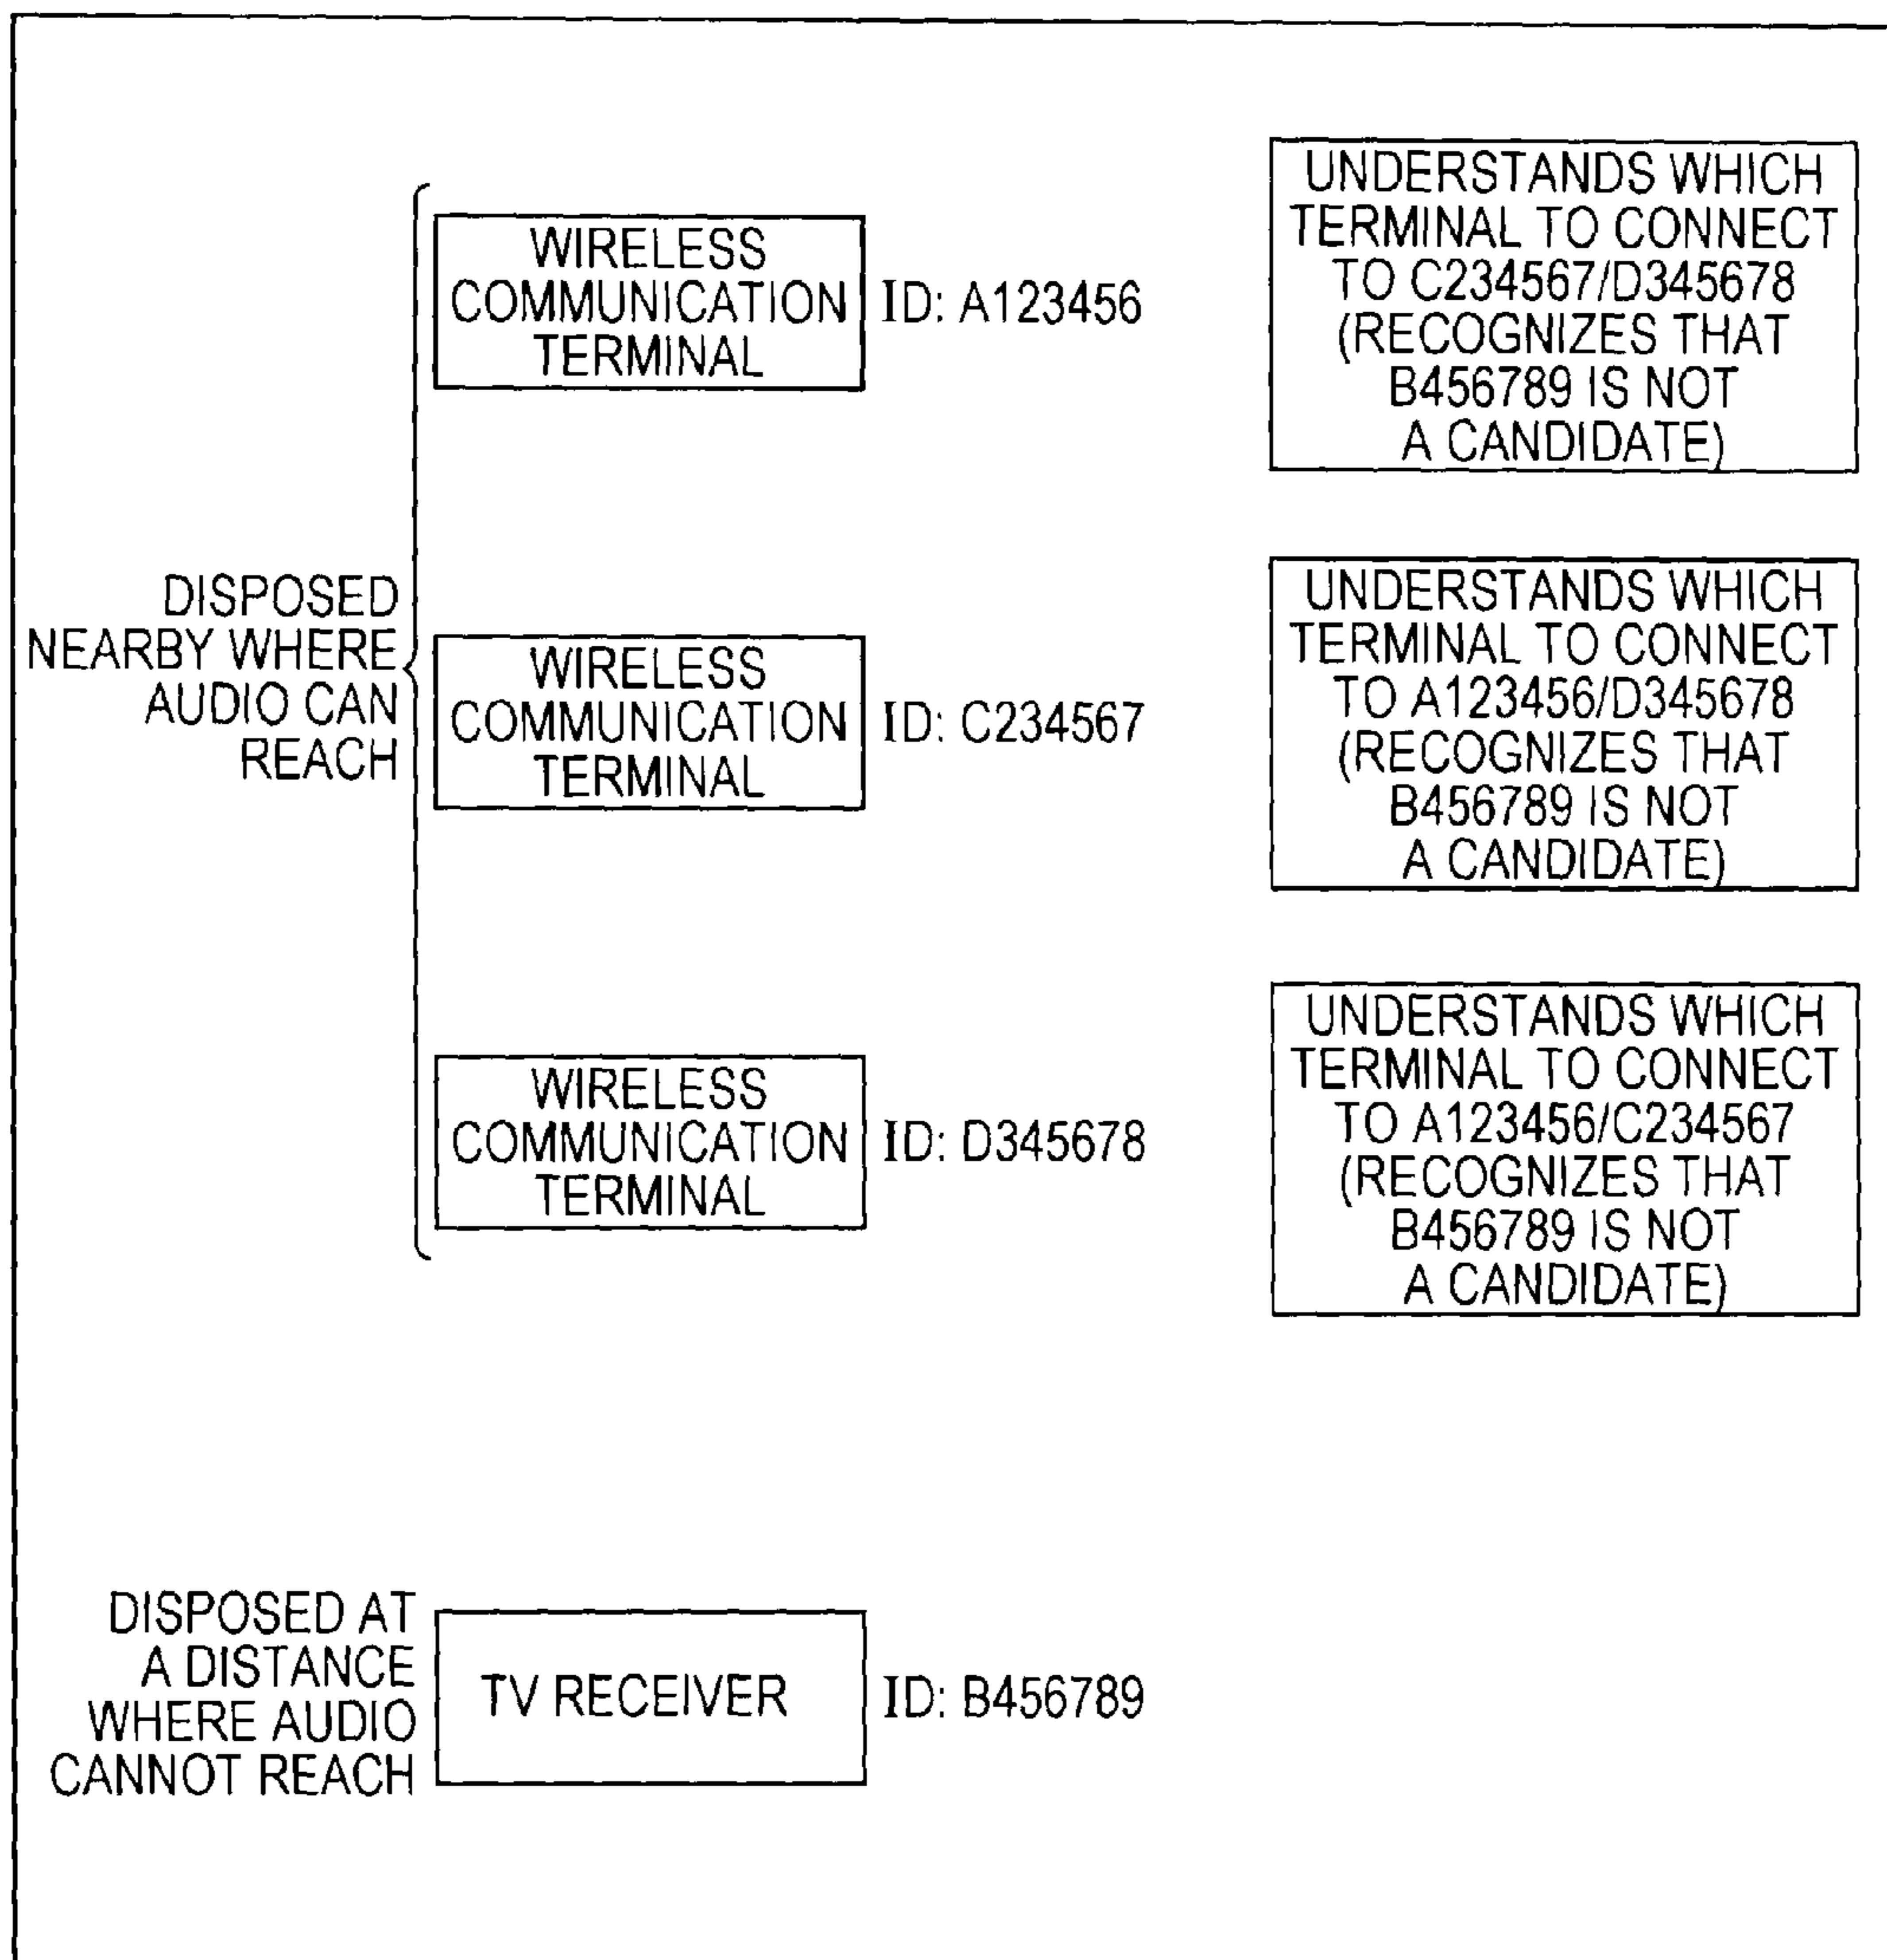 DISPOSED
NEARBY WHERE
AUDIO CAN
REACH
WIRELESS
COMMUNICATION
TERMINAL
ID: A123456
UNDERSTANDS WHICH
TERMINAL TO CONNECT
TO C234567/D345678
(RECOGNIZES THAT
B456789 IS NOT
A CANDIDATE)
WIRELESS
COMMUNICATION
TERMINAL
ID: C234567
UNDERSTANDS WHICH
TERMINAL TO CONNECT
TO A123456/D345678
(RECOGNIZES THAT
B456789 IS NOT
A CANDIDATE)
WIRELESS
COMMUNICATION
TERMINAL
ID: D345678
UNDERSTANDS WHICH
TERMINAL TO CONNECT
TO A123456/C234567
(RECOGNIZES THAT
B456789 IS NOT
A CANDIDATE)
DISPOSED AT
A DISTANCE
WHERE AUDIO
CANNOT REACH
TV RECEIVER
ID: B456789